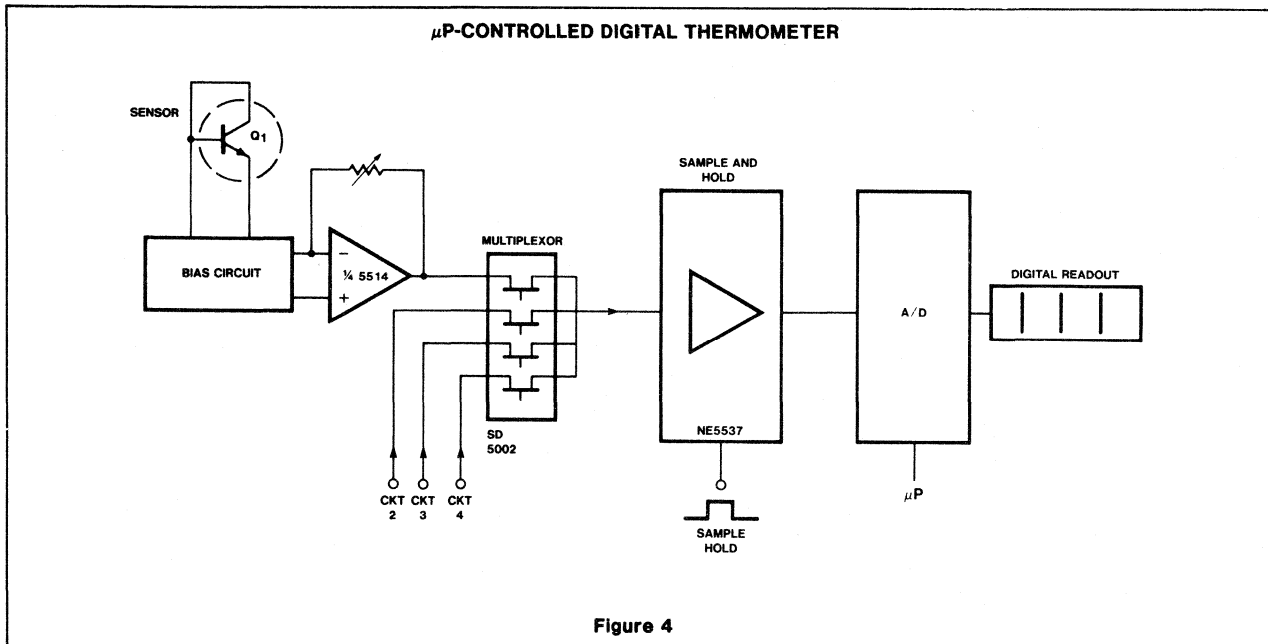 µP-CONTROLLED DIGITAL THERMOMETER
SENSOR
Q1
BIAS CIRCUIT
−
¼ 5514
+
MULTIPLEXOR
SD
5002
CKT
2
CKT
3
CKT
4
SAMPLE AND
HOLD
NE5537
SAMPLE
HOLD
A/D
µP
DIGITAL READOUT
Figure 4